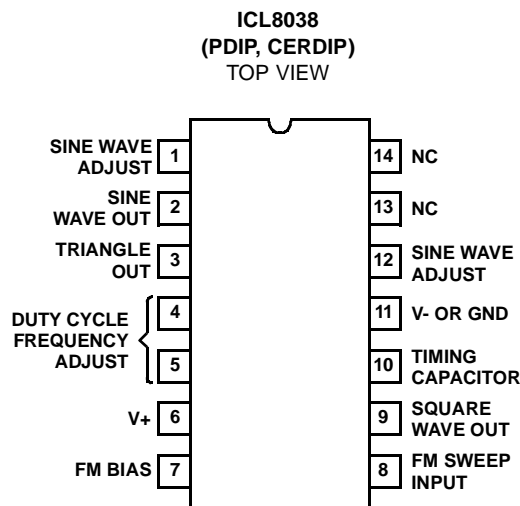 ICL8038
(PDIP, CERDIP)
TOP VIEW
SINE WAVE
ADJUST
1
14
NC
SINE
WAVE OUT
2
13
NC
TRIANGLE
OUT
3
12
SINE WAVE
ADJUST
DUTY CYCLE
FREQUENCY
ADJUST
4
11
V- OR GND
5
10
TIMING
CAPACITOR
V+
6
9
SQUARE
WAVE OUT
FM BIAS
7
8
FM SWEEP
INPUT